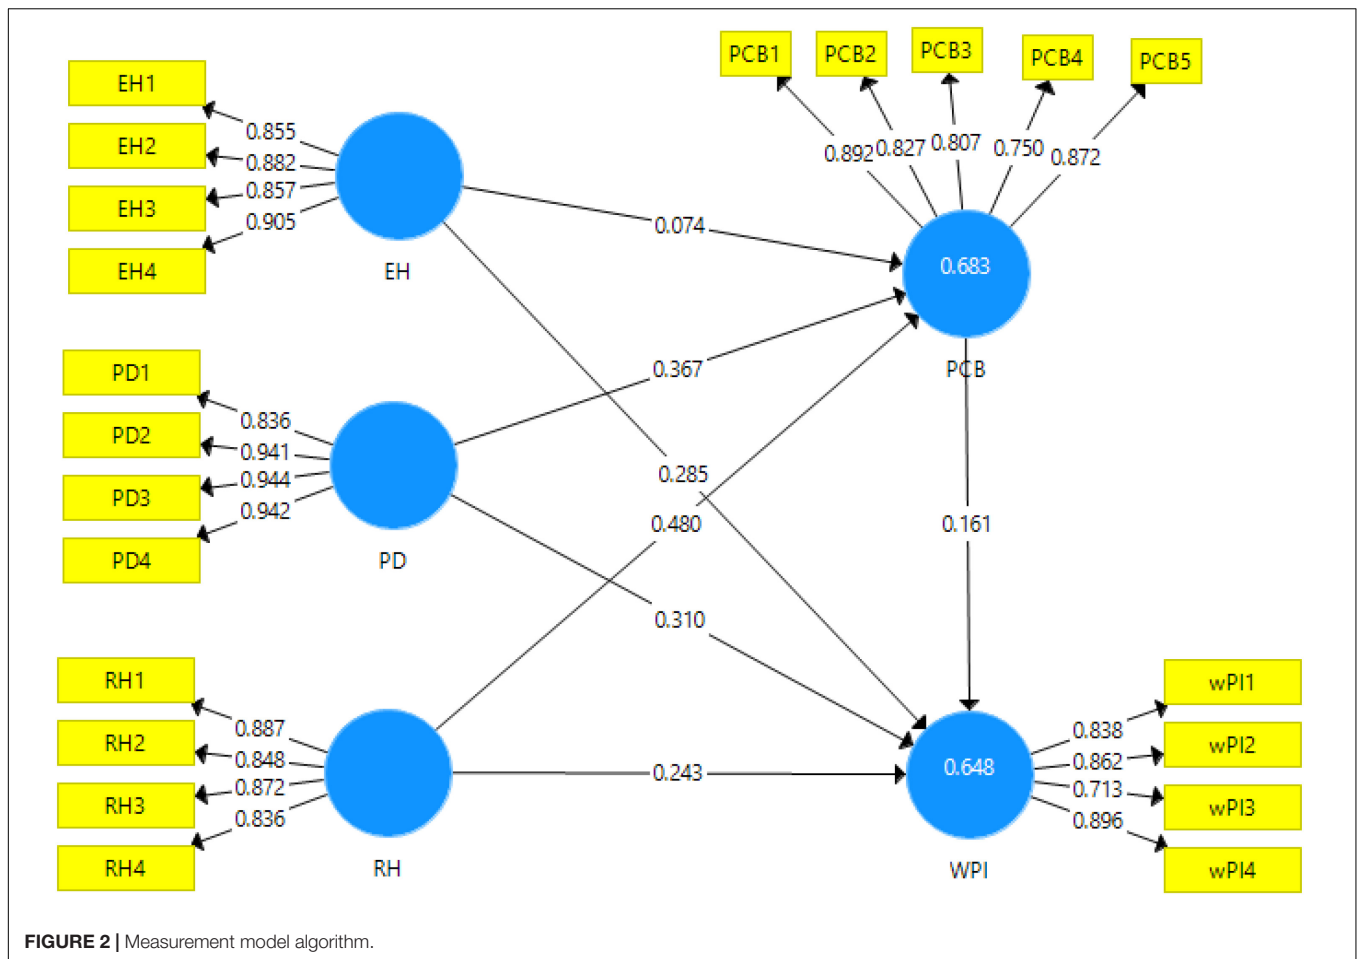 PCB1
PCB2
PCB3
PCB4
PCB5
0.892
0.827
0.807
0.750
0.872
EH1
EH2
EH3
EH4
0.855
0.882
0.857
0.905
EH
0.074
0.683
PCB
PD1
PD2
PD3
PD4
0.836
0.941
0.944
0.942
PD
0.367
0.285
0.480
0.161
0.310
RH1
RH2
RH3
RH4
0.887
0.848
0.872
0.836
RH
0.243
0.648
WPI
0.838
0.862
0.713
0.896
wPI1
wPI2
wPI3
wPI4
FIGURE 2 | Measurement model algorithm.